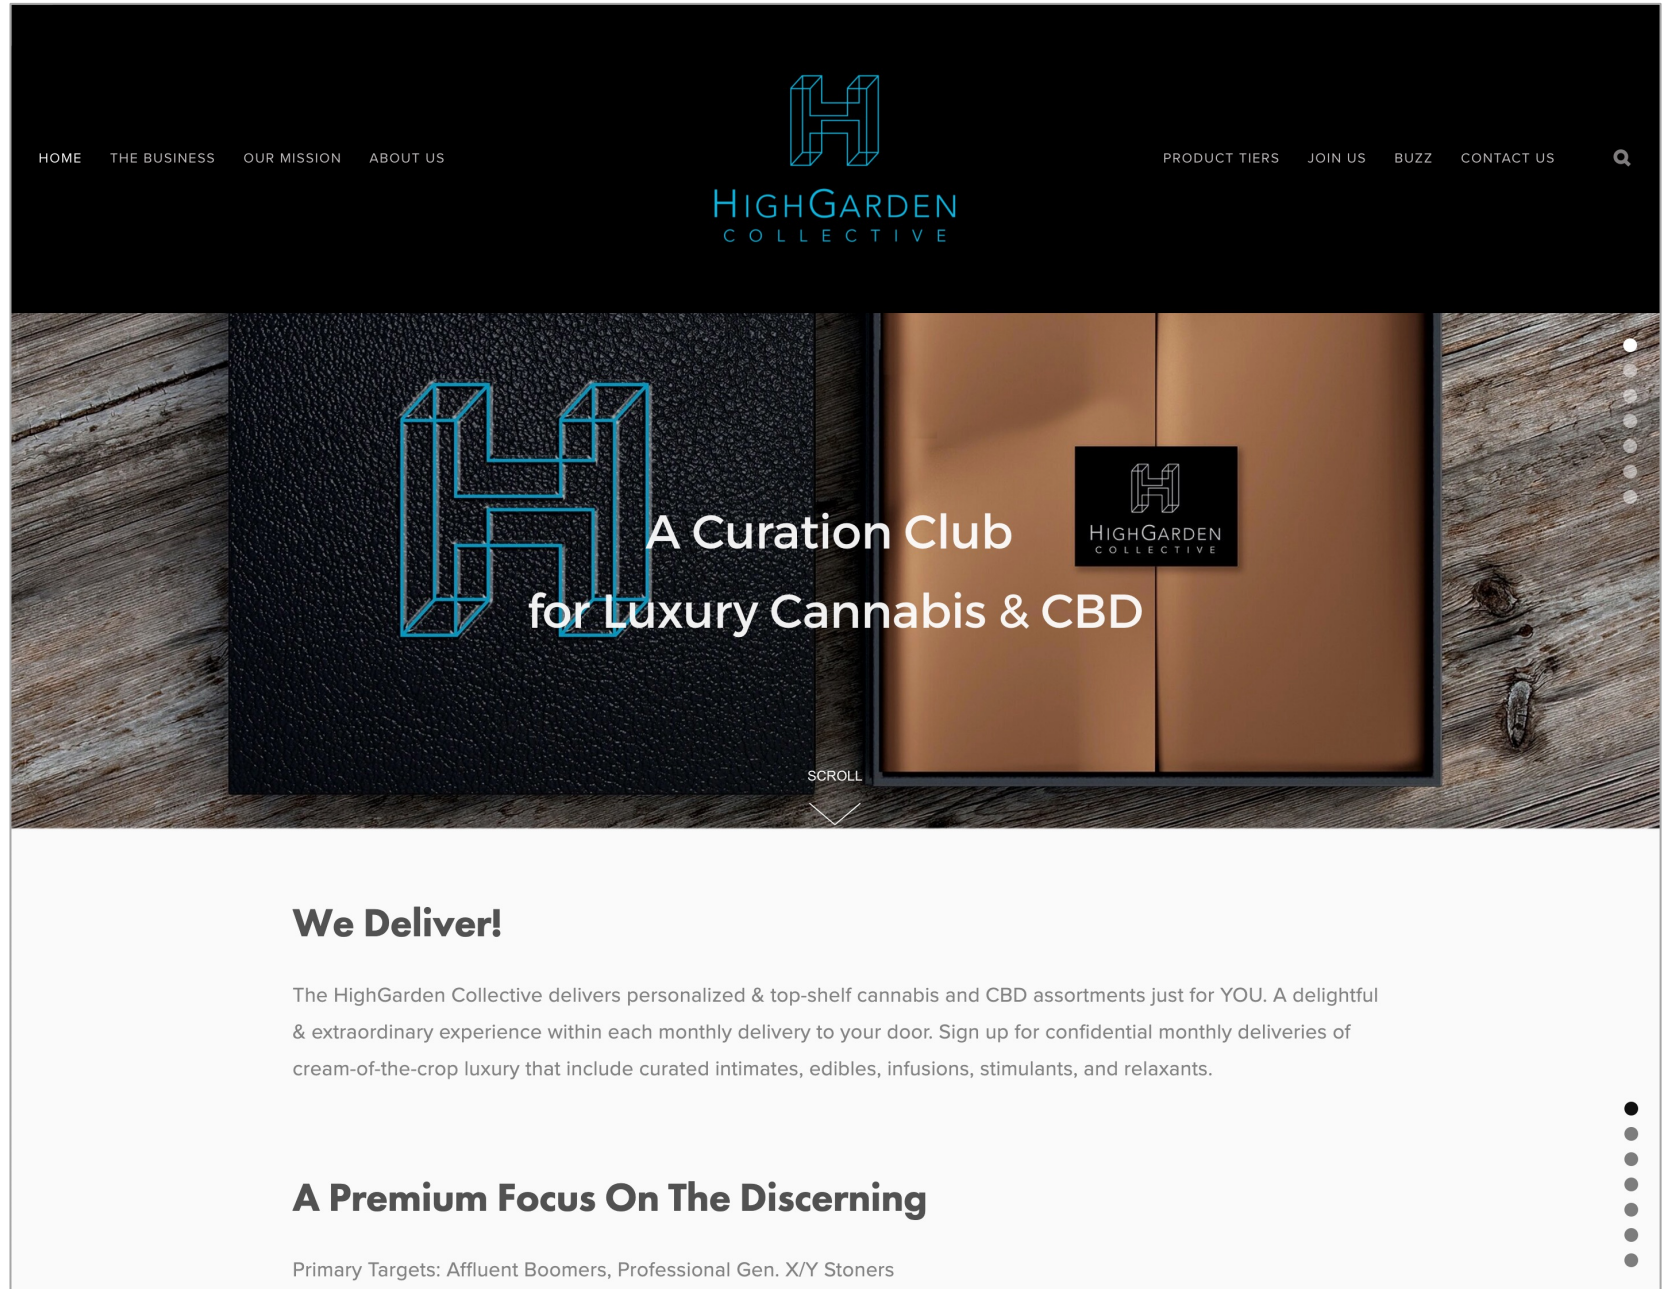 HOME THE BUSINESS OUR MISSION ABOUT US
HIGHGARDEN
COLLECTIVE
PRODUCT TIERS JOIN US BUZZ CONTACT US
HIGHGARDEN
COLLECTIVE
A Curation Club
for Luxury Cannabis & CBD
SCROLL
We Deliver!
The HighGarden Collective delivers personalized & top-shelf cannabis and CBD assortments just for YOU. A delightful
& extraordinary experience within each monthly delivery to your door. Sign up for confidential monthly deliveries of
cream-of-the-crop luxury that include curated intimates, edibles, infusions, stimulants, and relaxants.
A Premium Focus On The Discerning
Primary Targets: Affluent Boomers, Professional Gen. X/Y Stoners